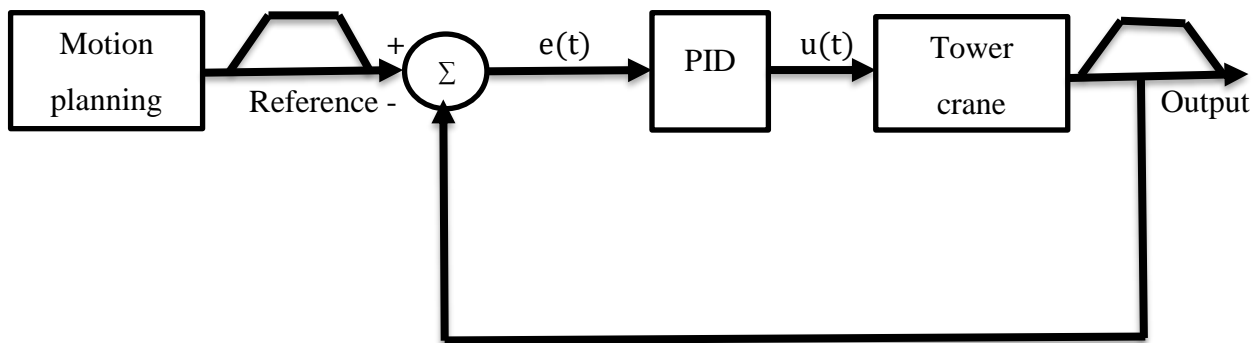 Motion
planning
Reference -
+
Σ
e(t)
PID
u(t)
Tower
crane
Output